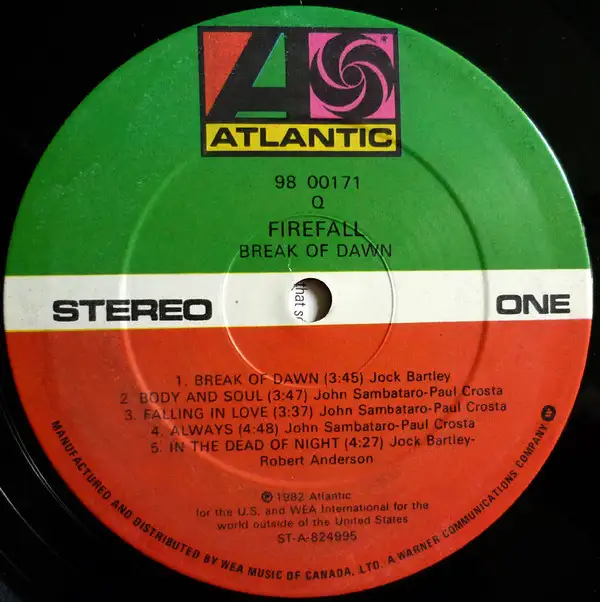 ATLANTIC
98 00171
Q
FIREFALL
BREAK OF DAWN
that so
STEREO
ONE
1. BREAK OF DAWN (3:45) Jock Bartley
2. BODY AND SOUL (3:47) John Sambataro-Paul Crosta
3. FALLING IN LOVE (3:37) John Sambataro-Paul Crosta
4. ALWAYS (4:48) John Sambataro-Paul Crosta
5. IN THE DEAD OF NIGHT (4:27) Jock Bartley-
Robert Anderson
℗ 1982 Atlantic
for the U.S. and WEA International for the
world outside of the United States
ST-A-824995
MANUFACTURED AND DISTRIBUTED BY WEA MUSIC OF CANADA, LTD. A WARNER COMMUNICATIONS COMPANY